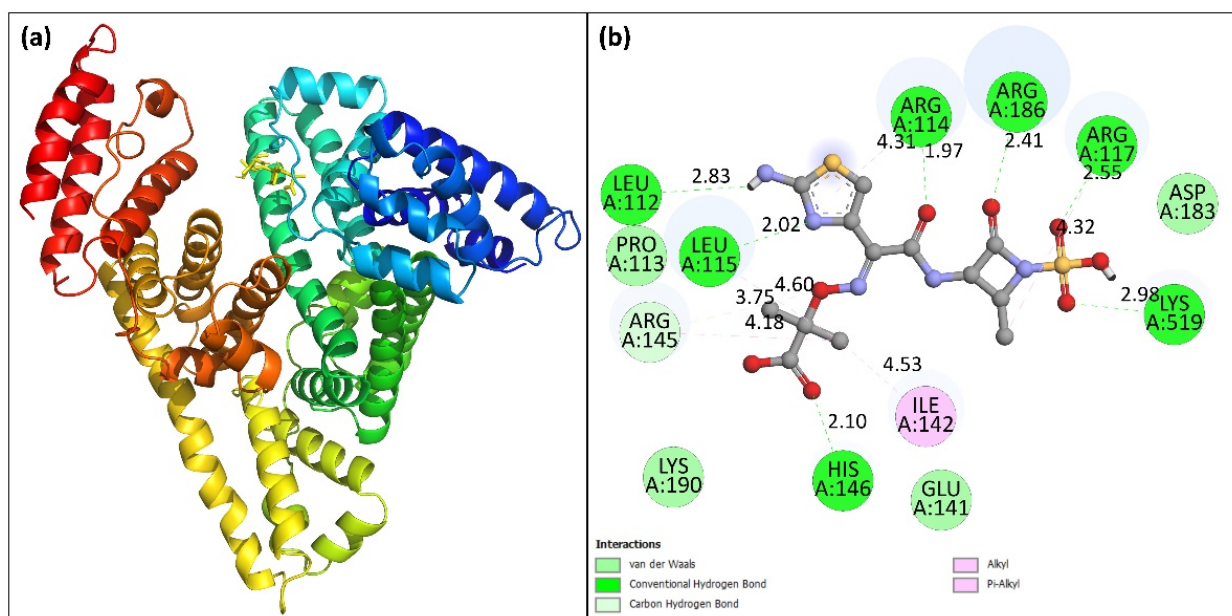 (a)
(b)
ARG
A:114
ARG
A:186
ARG
A:117
4.31
1.97
2.41
2.55
LEU
A:112
2.83
ASP
A:183
PRO
A:113
LEU
A:115
2.02
4.32
ARG
A:145
3.75
4.60
4.18
2.98
LYS
A:519
4.53
ILE
A:142
2.10
LYS
A:190
HIS
A:146
GLU
A:141
Interactions
van der Waals
Conventional Hydrogen Bond
Carbon Hydrogen Bond
Alkyl
Pi-Alkyl